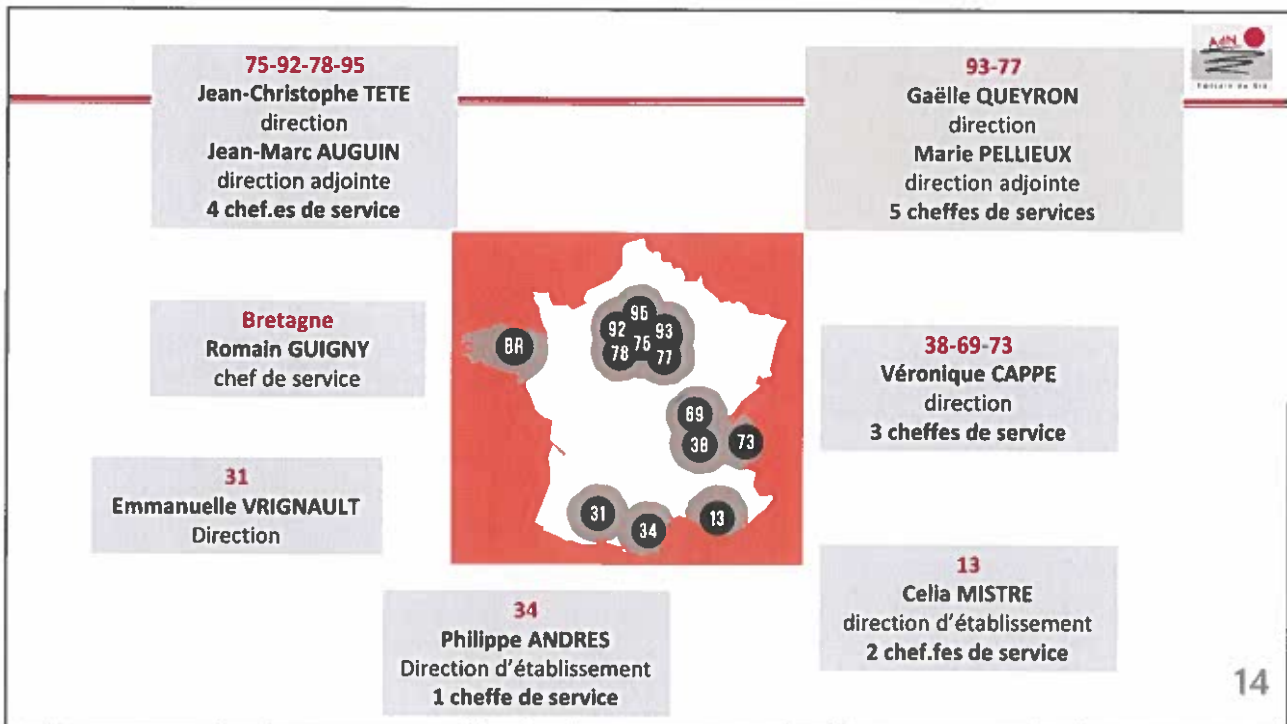 75-92-78-95
Jean-Christophe TETE
direction
Jean-Marc AUGUIN
direction adjointe
4 chef.es de service
93-77
Gaëlle QUEYRON
direction
Marie PELLIEUX
direction adjointe
5 cheffes de services
AdN
Bretagne
Romain GUIGNY
chef de service
95
92
93
75
78
77
BR
69
38
73
31
34
13
38-69-73
Véronique CAPPE
direction
3 cheffes de service
31
Emmanuelle VRIGNAULT
Direction
34
Philippe ANDRES
Direction d'établissement
1 cheffe de service
13
Celia MISTRE
direction d'établissement
2 chef.fes de service
14